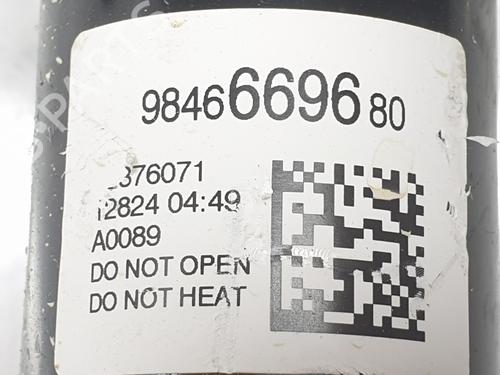 9846669680
376071
12824 04:49
A0089
DO NOT OPEN
DO NOT HEAT